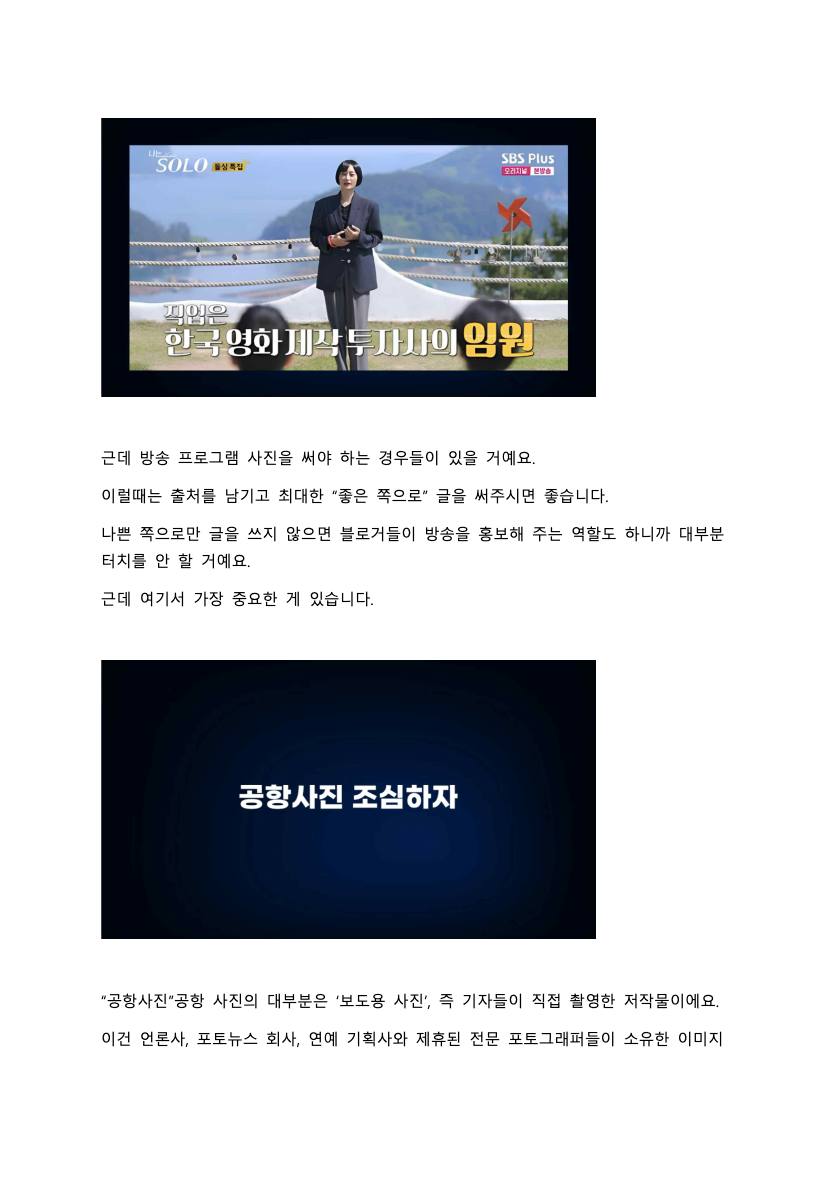 나는
SOLO 돌싱 특집
SBS Plus
오리지널 본방송
직업은
한국 영화 제작 투자사의 임원
근데 방송 프로그램 사진을 써야 하는 경우들이 있을 거예요.
이럴때는 출처를 남기고 최대한 “좋은 쪽으로” 글을 써주시면 좋습니다.
나쁜 쪽으로만 글을 쓰지 않으면 블로거들이 방송을 홍보해 주는 역할도 하니까 대부분
터치를 안 할 거예요.
근데 여기서 가장 중요한 게 있습니다.
공항사진 조심하자
“공항사진”공항 사진의 대부분은 ‘보도용 사진’, 즉 기자들이 직접 촬영한 저작물이에요.
이건 언론사, 포토뉴스 회사, 연예 기획사와 제휴된 전문 포토그래퍼들이 소유한 이미지